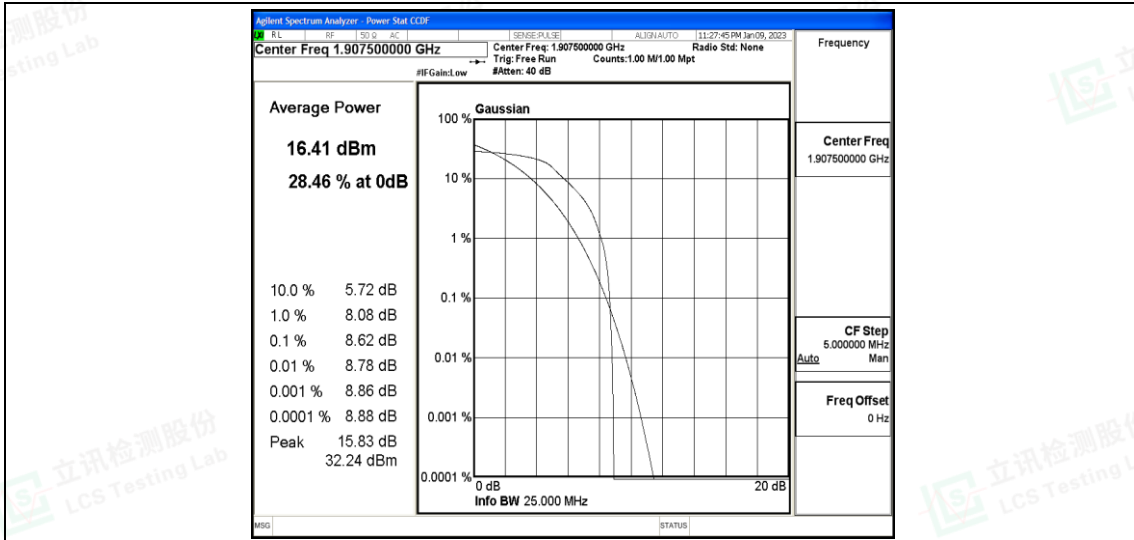 Agilent Spectrum Analyzer - Power Stat CCDF
LXI RL RF 50 Ω AC SENSE:PULSE ALIGNAUTO 11:27:45 PM Jan 09, 2023
Center Freq 1.907500000 GHz
Center Freq: 1.907500000 GHz Radio Std: None
Trig: Free Run Counts:1.00 M/1.00 Mpt
#IFGain:Low #Atten: 40 dB
Frequency
Average Power
16.41 dBm
28.46 % at 0dB
10.0 % 5.72 dB
1.0 % 8.08 dB
0.1 % 8.62 dB
0.01 % 8.78 dB
0.001 % 8.86 dB
0.0001 % 8.88 dB
Peak 15.83 dB
32.24 dBm
Gaussian
100 %
10 %
1 %
0.1 %
0.01 %
0.001 %
0.0001 %
0 dB 20 dB
Info BW 25.000 MHz
Center Freq
1.907500000 GHz
CF Step
5.000000 MHz
Auto Man
Freq Offset
0 Hz
MSG STATUS
立讯检测股份
LCS Testing Lab
立讯检测股份
LCS Testing L
测股份
sting Lab